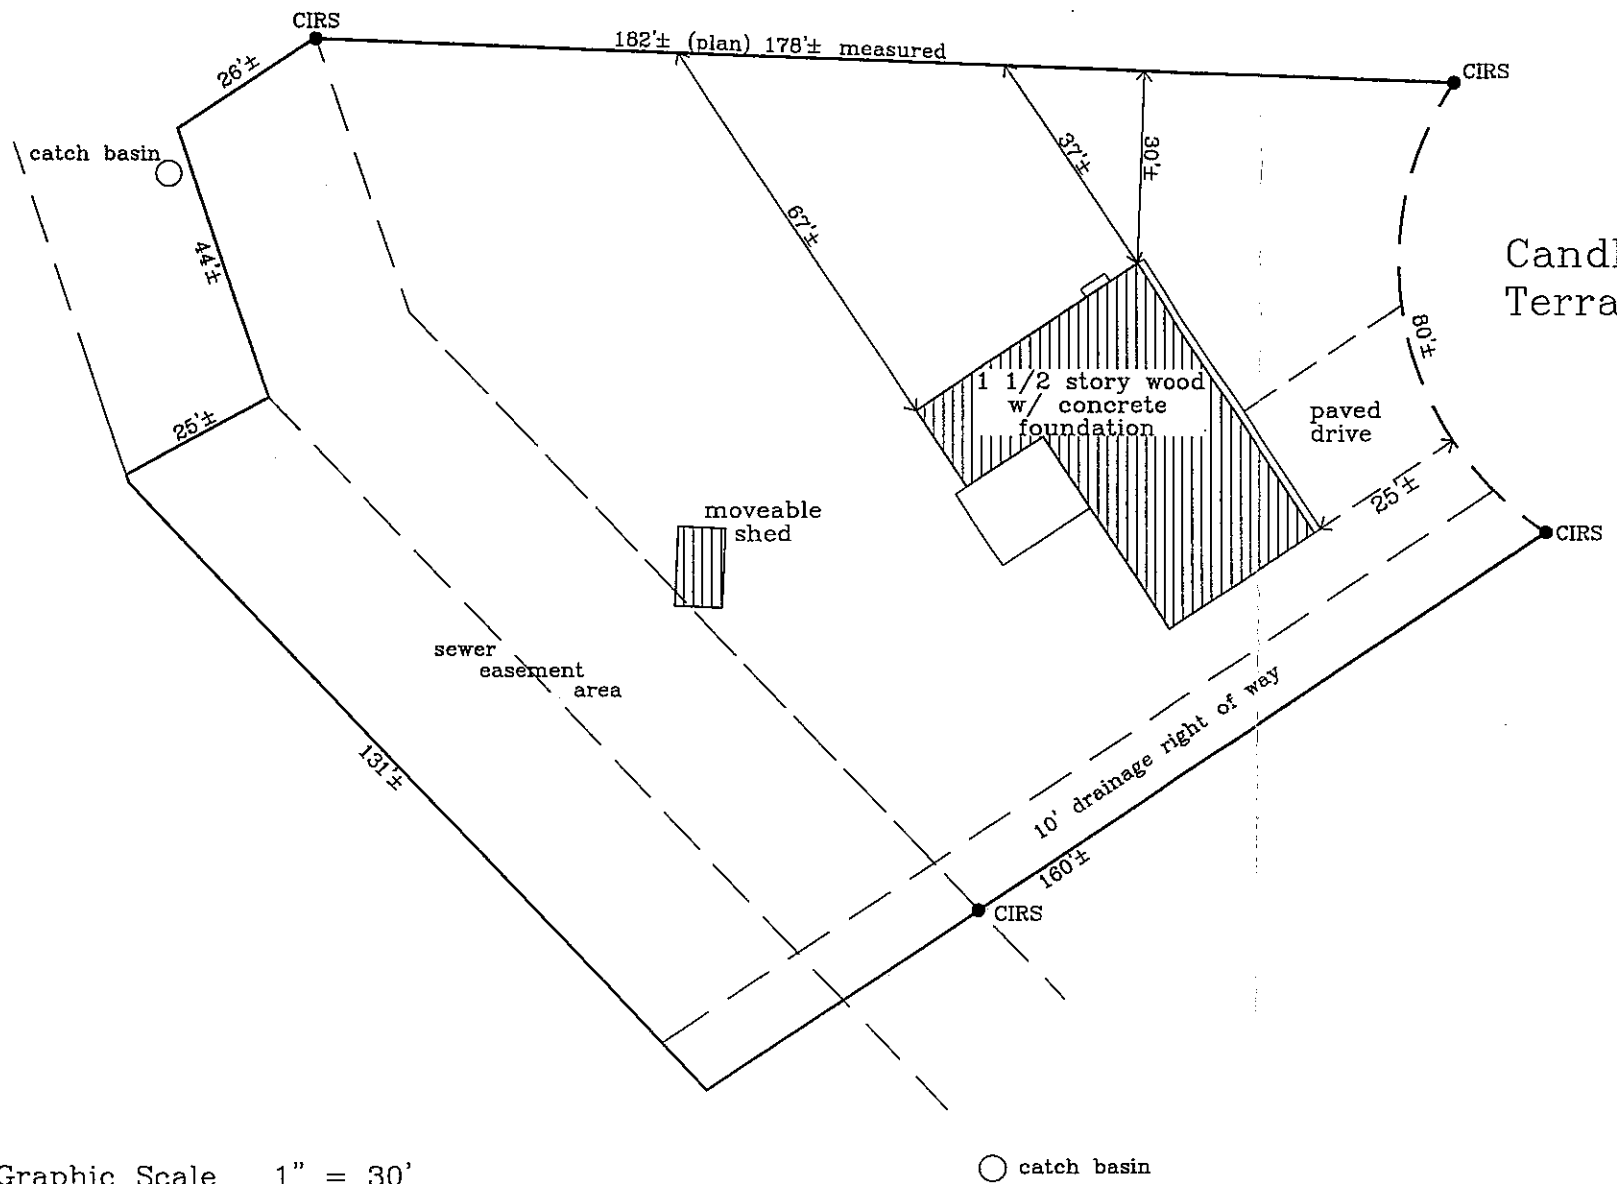 CIRS
182'± (plan) 178'± measured
CIRS
26'±
catch basin
37'±
30'±
67'±
44'±
Terra
80'±
1 1/2 story wood
w/ concrete
foundation
paved
drive
25'±
25'±
moveable
shed
CIRS
sewer
easement
area
10' drainage right of way
131'±
160'±
CIRS
catch basin
Graphic Scale 1" = 30'